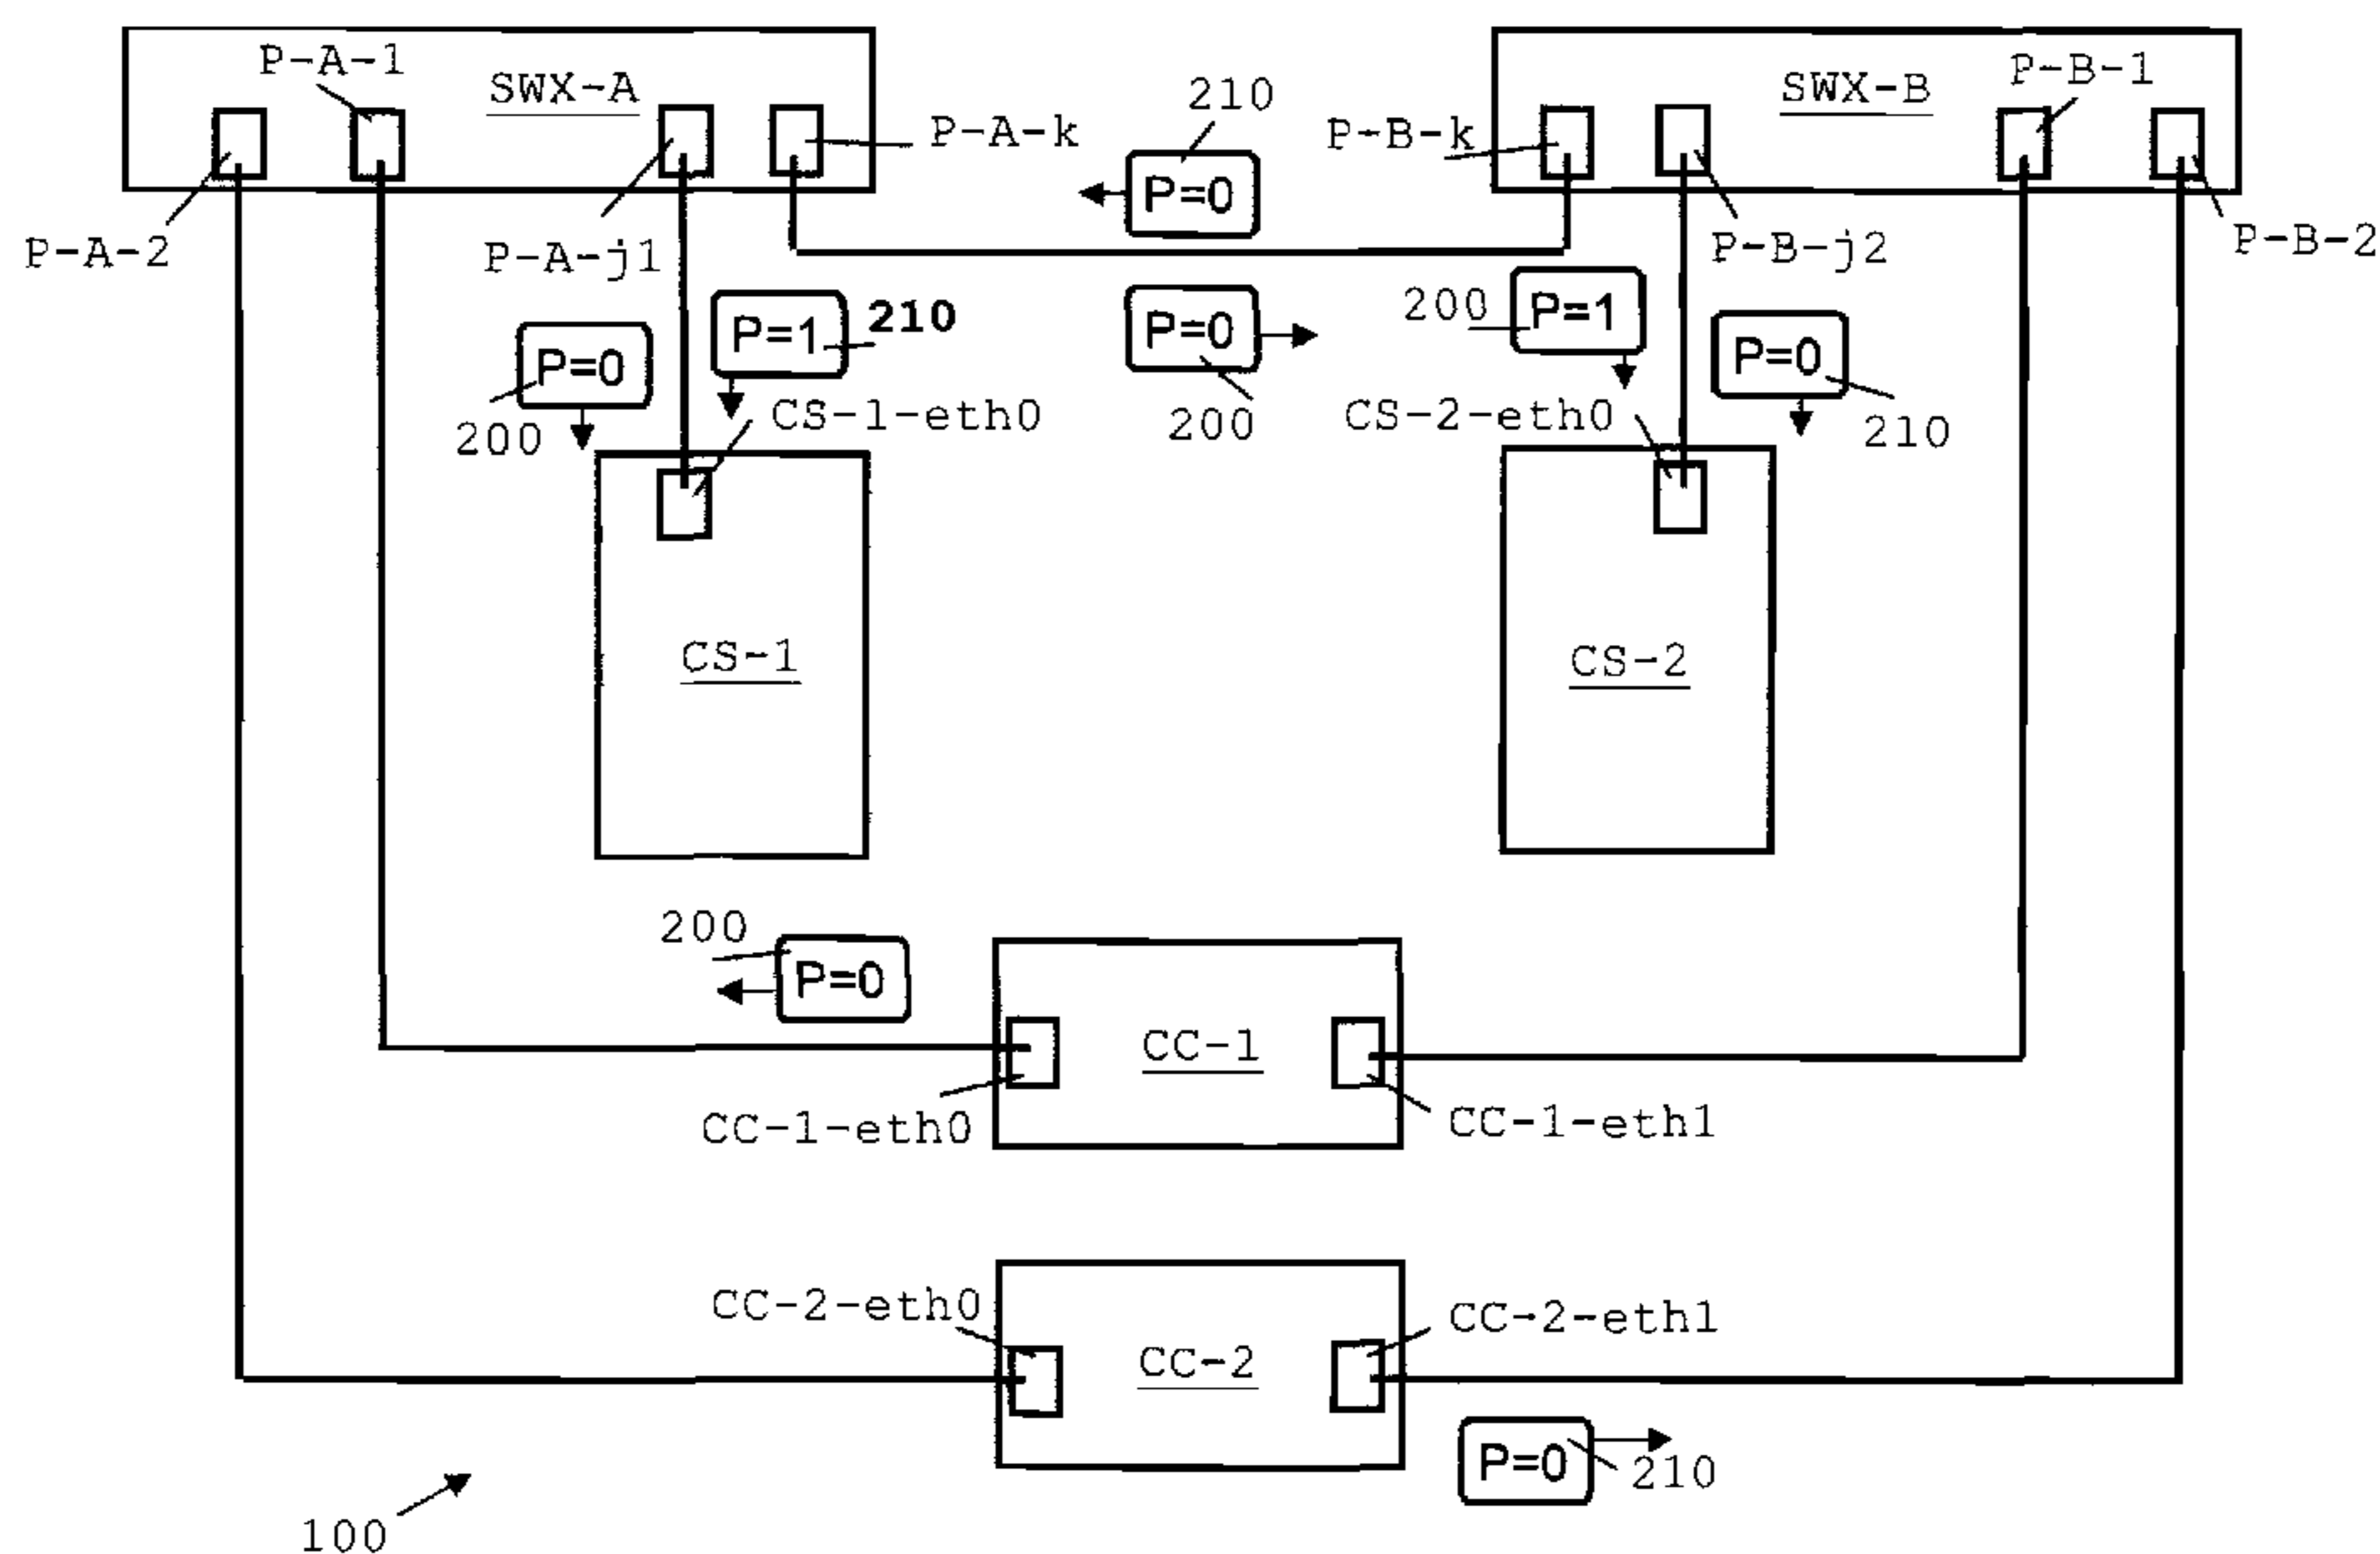 P-A-1
SWX-A
P-A-k
P-A-2
P-A-j1
210
P=0
P-B-k
SWX-B
P-B-1
P-B-j2
P-B-2
P=0
200
P=1
210
CS-1-eth0
P=0
200
200
P=1
CS-2-eth0
P=0
210
CS-1
CS-2
200
P=0
CC-1
CC-1-eth0
CC-1-eth1
CC-2-eth0
CC-2
CC-2-eth1
P=0
210
100